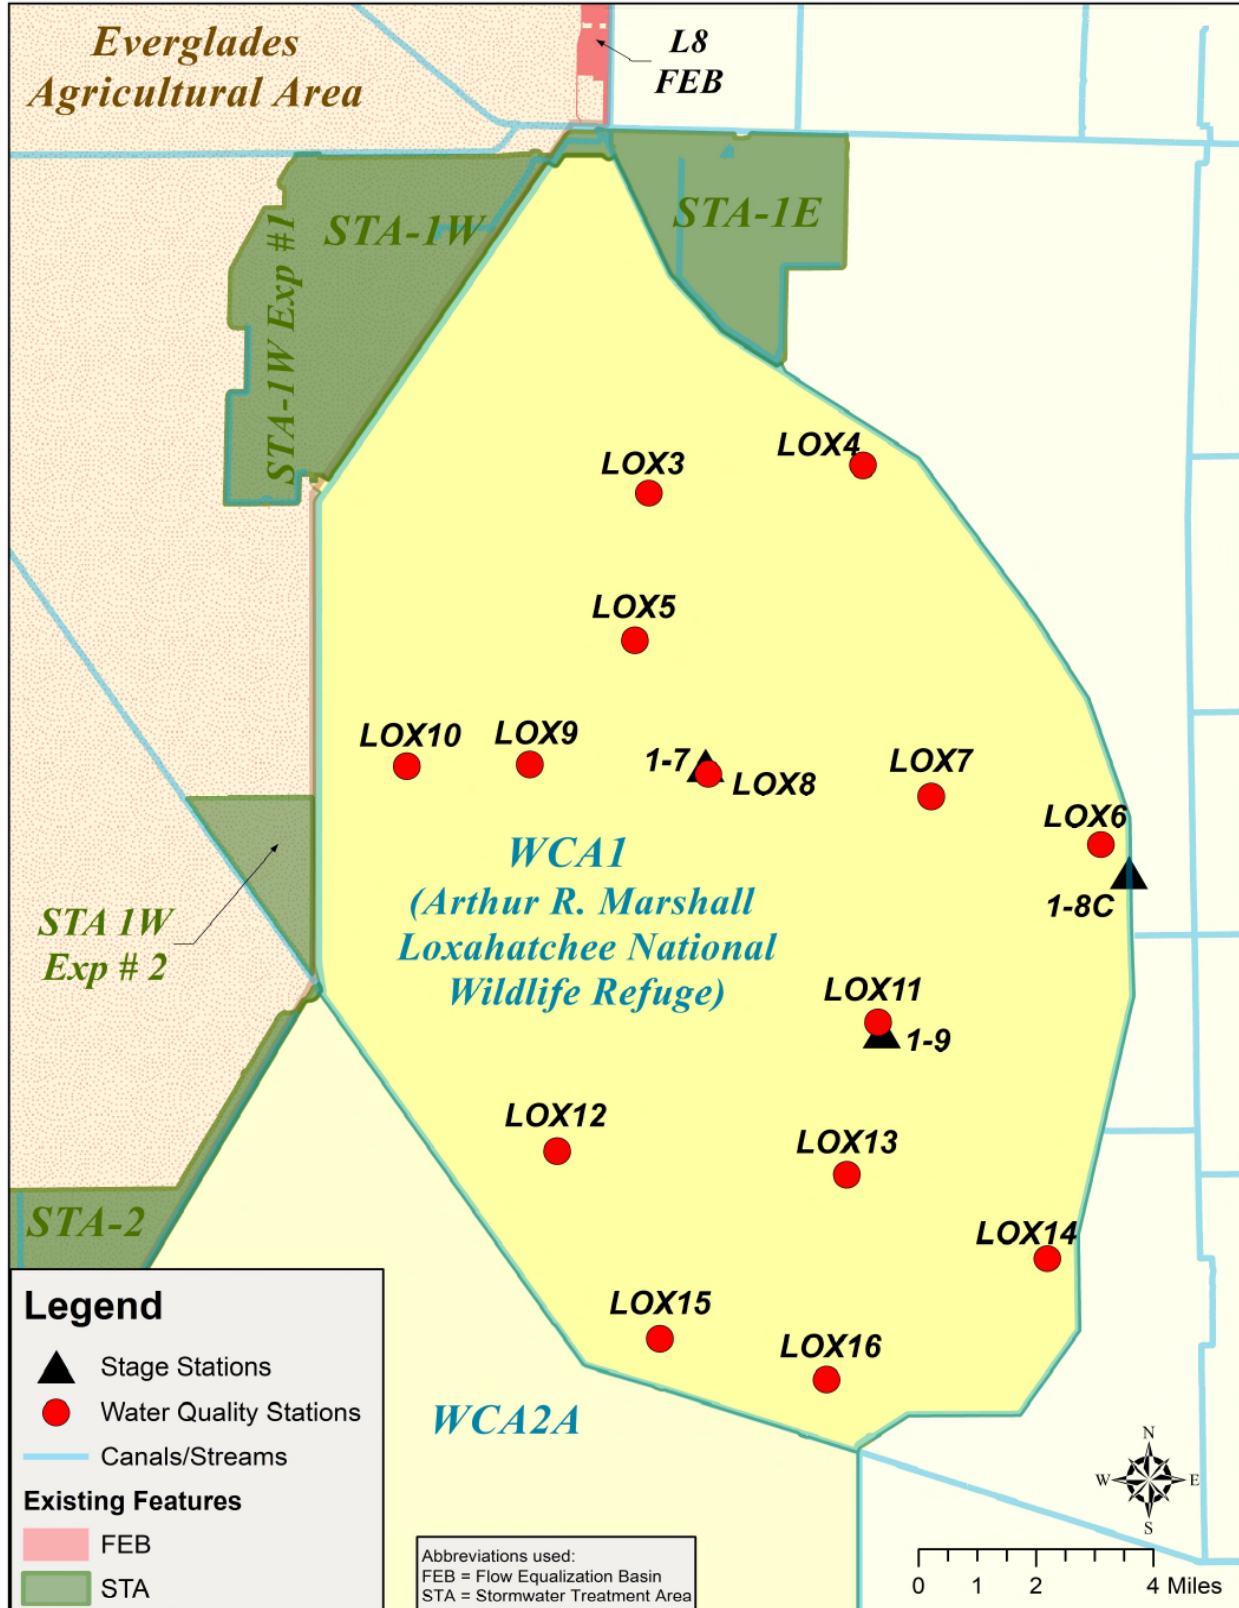 Everglades
Agricultural Area
L8
FEB
STA-1W
STA-1E
STA-1W Exp #1
LOX4
LOX3
LOX5
LOX10
LOX9
1-7
LOX8
LOX7
LOX6
1-8C
WCA1
(Arthur R. Marshall
Loxahatchee National
Wildlife Refuge)
STA 1W
Exp # 2
LOX11
1-9
LOX12
LOX13
STA-2
LOX14
LOX15
LOX16
WCA2A
Legend
Stage Stations
Water Quality Stations
Canals/Streams
Existing Features
FEB
STA
Abbreviations used:
FEB = Flow Equalization Basin
STA = Stormwater Treatment Area
N
W E
S
0 1 2 4 Miles